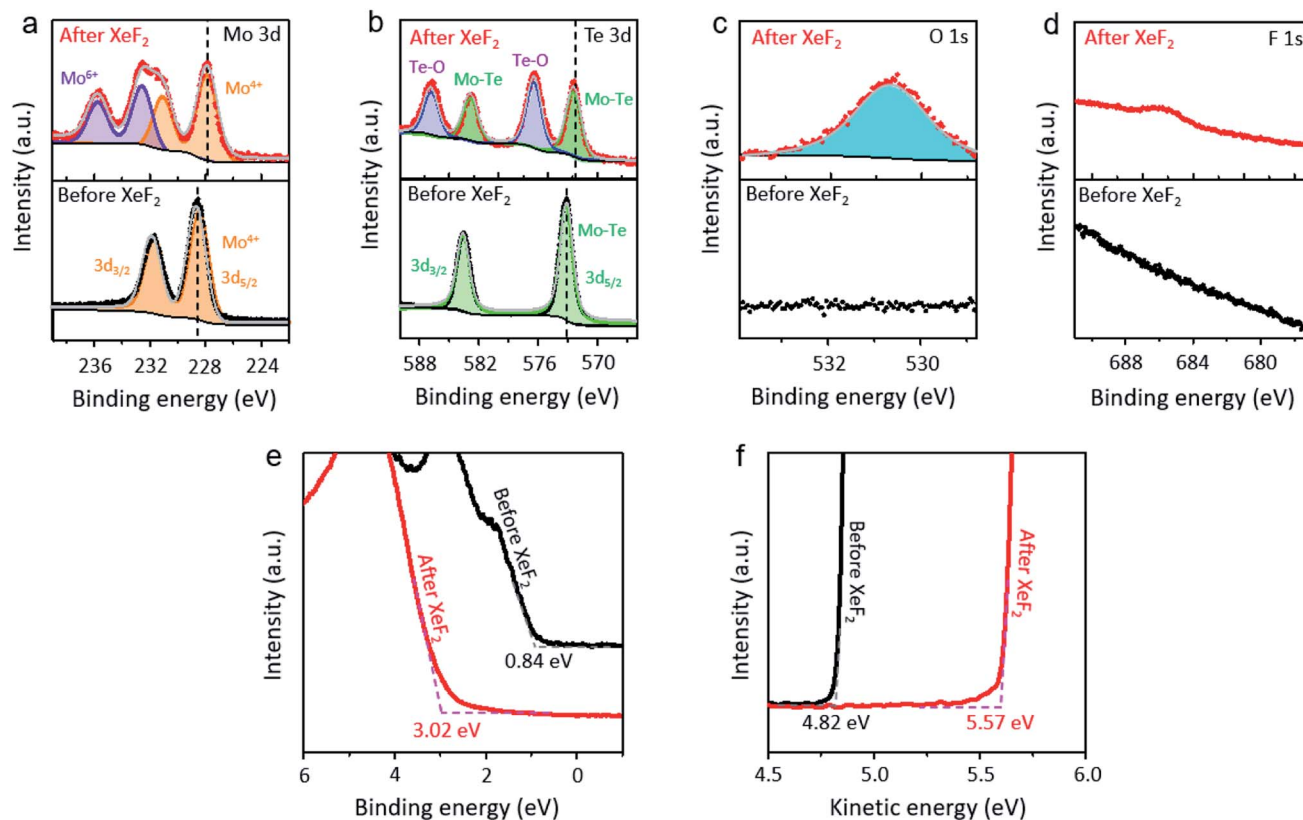 a
After XeF₂
Mo 3d
Mo⁶⁺
Mo⁴⁺
Before XeF₂
Mo⁴⁺
3d₃/₂
3d₅/₂
236 232 228 224
Binding energy (eV)
Intensity (a.u.)
b
After XeF₂
Te 3d
Te-O
Te-O
Mo-Te
Mo-Te
Before XeF₂
Mo-Te
3d₃/₂
3d₅/₂
588 582 576 570
Binding energy (eV)
Intensity (a.u.)
c
After XeF₂
O 1s
Before XeF₂
532 530
Binding energy (eV)
Intensity (a.u.)
d
After XeF₂
F 1s
Before XeF₂
688 684 680
Binding energy (eV)
Intensity (a.u.)
e
Before XeF₂
After XeF₂
0.84 eV
3.02 eV
6 4 2 0
Binding energy (eV)
Intensity (a.u.)
f
Before XeF₂
After XeF₂
4.82 eV
5.57 eV
4.5 5.0 5.5 6.0
Kinetic energy (eV)
Intensity (a.u.)